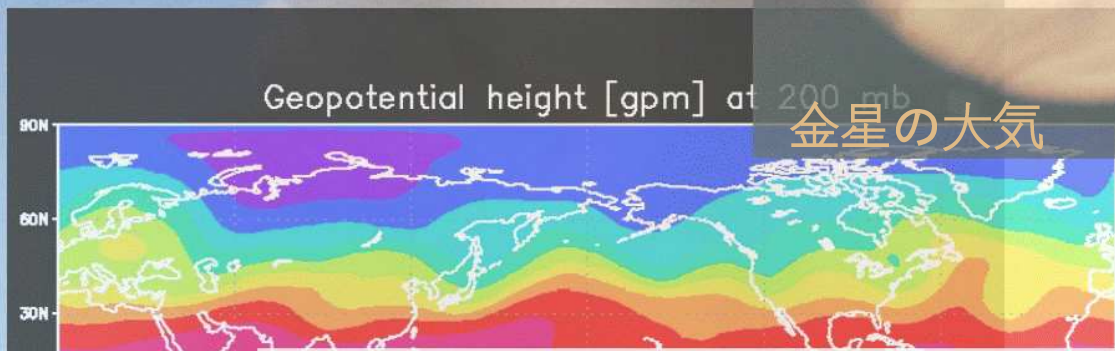 Geopotential height [gpm] at 200 mb
金星の大気
90N
60N
30N